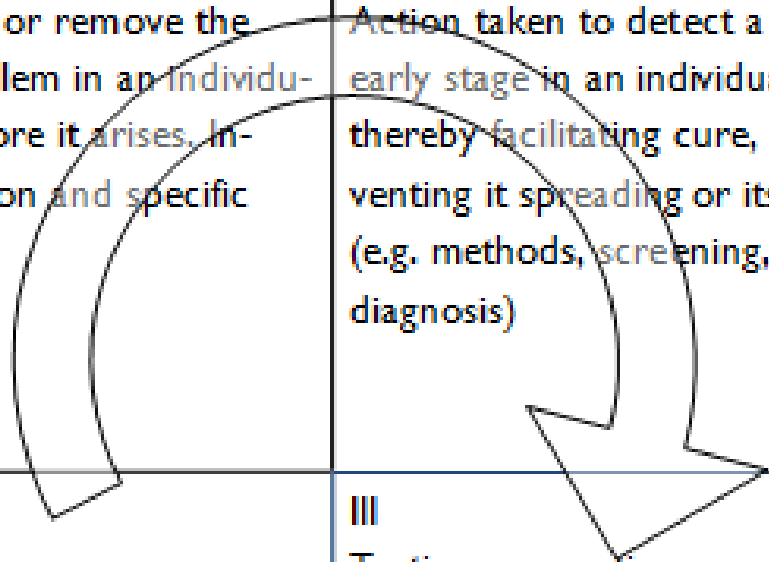 or remove the
lem in an individu-
ore it arises. In-
on and specific
Action taken to detect a
early stage in an individua
thereby facilitating cure,
venting it spreading or its
(e.g. methods, screening,
diagnosis)
III